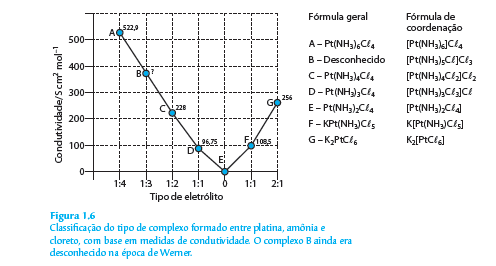 Condutividade/S cm² mol⁻¹
500
400
300
200
100
0
A 522,9
B ?
C 228
D 96,75
E
F 108,5
G 256
1:4 1:3 1:2 1:1 0 1:1 2:1
Tipo de eletrólito
Fórmula geral
A – Pt(NH₃)₆Cℓ₄
B – Desconhecido
C – Pt(NH₃)₄Cℓ₄
D – Pt(NH₃)₃Cℓ₄
E – Pt(NH₃)₂Cℓ₄
F – KPt(NH₃)Cℓ₅
G – K₂PtCℓ₆
Fórmula de
coordenação
[Pt(NH₃)₆]Cℓ₄
[Pt(NH₃)₅Cℓ]Cℓ₃
[Pt(NH₃)₄Cℓ₂]Cℓ₂
[Pt(NH₃)₃Cℓ₃]Cℓ
[Pt(NH₃)₂Cℓ₄]
K[Pt(NH₃)Cℓ₅]
K₂[PtCℓ₆]
Figura 1.6
Classificação do tipo de complexo formado entre platina, amônia e
cloreto, com base em medidas de condutividade. O complexo B ainda era
desconhecido na época de Werner.